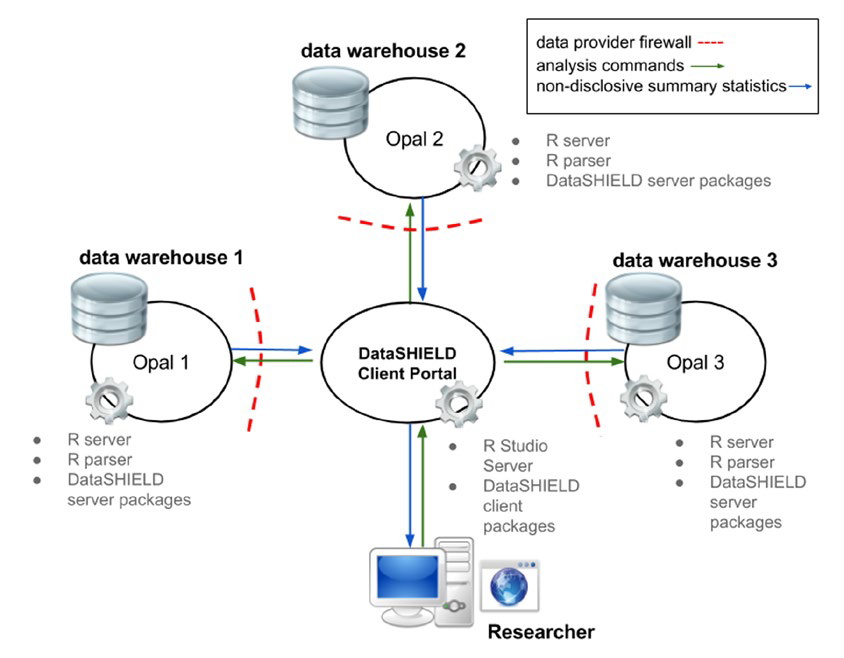 data warehouse 2
data provider firewall
analysis commands
non-disclosive summary statistics
Opal 2
• R server
• R parser
• DataSHIELD server packages
data warehouse 1
data warehouse 3
Opal 1
DataSHIELD
Client Portal
Opal 3
• R server
• R parser
• DataSHIELD
server packages
• R Studio
Server
• DataSHIELD
client
packages
• R server
• R parser
• DataSHIELD
server
packages
Researcher